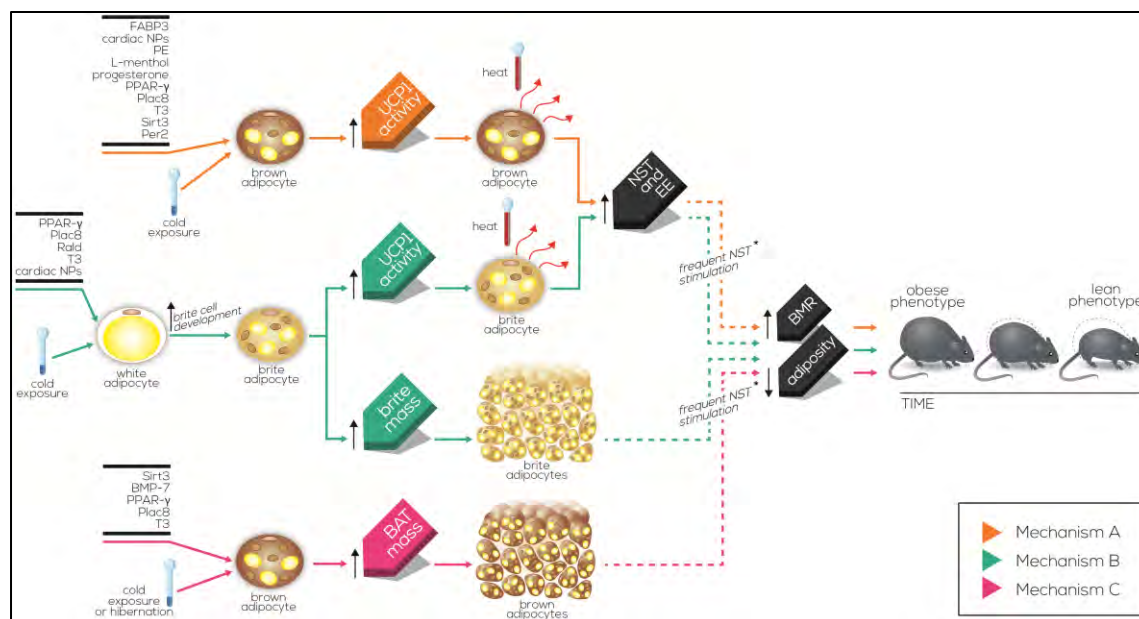 FABP3
cardiac NPs
PE
L-menthol
progesterone
PPAR-γ
Plac8
T3
Sirt3
Per2
cold
exposure
brown
adipocyte
UCP1
activity
heat
brown
adipocyte
NST
and
EE
PPAR-γ
Plac8
Rald
T3
cardiac NPs
cold
exposure
white
adipocyte
brite cell
development
brite
adipocyte
UCP1
activity
heat
brite
adipocyte
brite
mass
brite
adipocytes
frequent NST*
stimulation
frequent NST*
stimulation
BMR
adiposity
obese
phenotype
lean
phenotype
TIME
Sirt3
BMP-7
PPAR-γ
Plac8
T3
cold
exposure
or hibernation
brown
adipocyte
BAT
mass
brown
adipocytes
Mechanism A
Mechanism B
Mechanism C